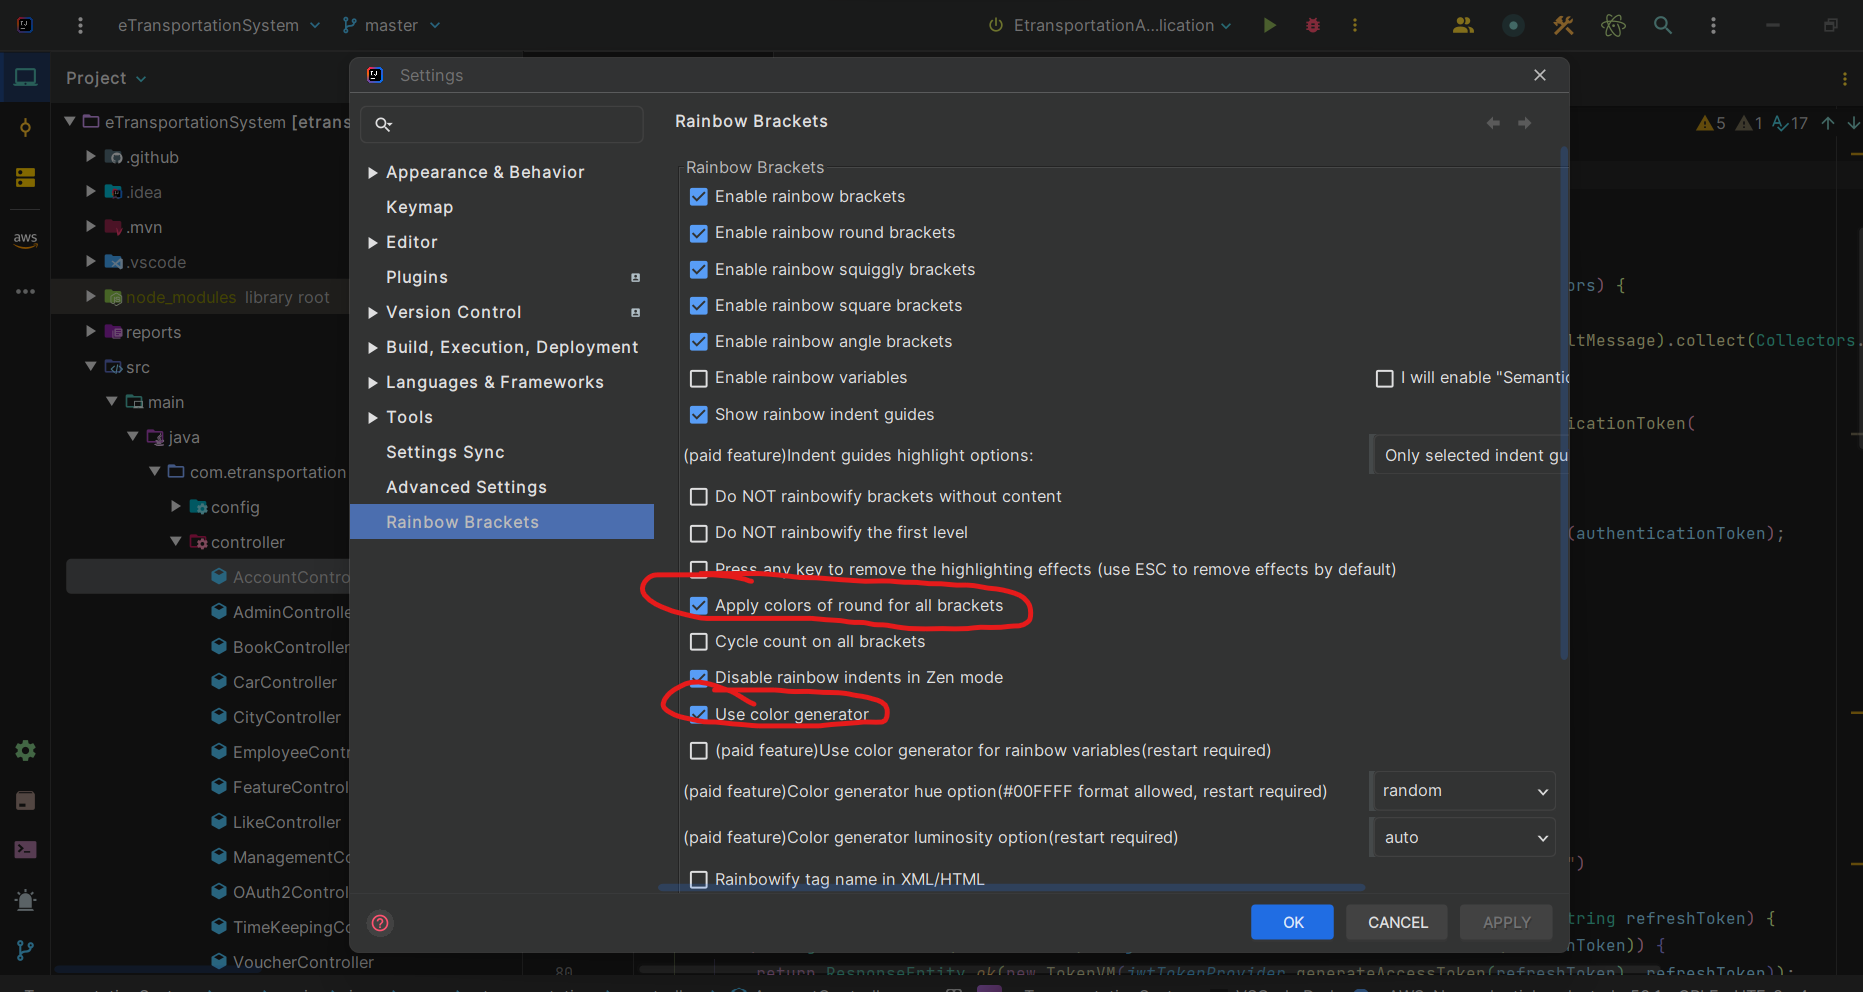 eTransportationSystem
master
EtransportationA...lication
Project
Settings
eTransportationSystem [etrans
.github
.idea
.mvn
.vscode
node_modules library root
reports
src
main
java
com.etransportation
config
controller
AccountContro
AdminControlle
BookController
CarController
CityController
EmployeeContr
FeatureControl
LikeController
ManagementCo
OAuth2Control
TimeKeepingCo
VoucherController
aws
Appearance & Behavior
Keymap
Editor
Plugins
Version Control
Build, Execution, Deployment
Languages & Frameworks
Tools
Settings Sync
Advanced Settings
Rainbow Brackets
Rainbow Brackets
Rainbow Brackets
Enable rainbow brackets
Enable rainbow round brackets
Enable rainbow squiggly brackets
Enable rainbow square brackets
Enable rainbow angle brackets
Enable rainbow variables
I will enable "Semantic
Show rainbow indent guides
(paid feature)Indent guides highlight options:
Only selected indent gu
Do NOT rainbowify brackets without content
Do NOT rainbowify the first level
Press any key to remove the highlighting effects (use ESC to remove effects by default)
Apply colors of round for all brackets
Cycle count on all brackets
Disable rainbow indents in Zen mode
Use color generator
(paid feature)Use color generator for rainbow variables(restart required)
(paid feature)Color generator hue option(#00FFFF format allowed, restart required)
random
(paid feature)Color generator luminosity option(restart required)
auto
Rainbowify tag name in XML/HTML
OK
CANCEL
APPLY
5 1 17
ors) {
ltMessage).collect(Collectors.
icationToken(
(authenticationToken);
")
tring refreshToken) {
hToken)) {
80
return ResponseEntity.ok(new TokenVM(jwtTokenProvider.generateAccessToken(refreshToken), refreshToken));